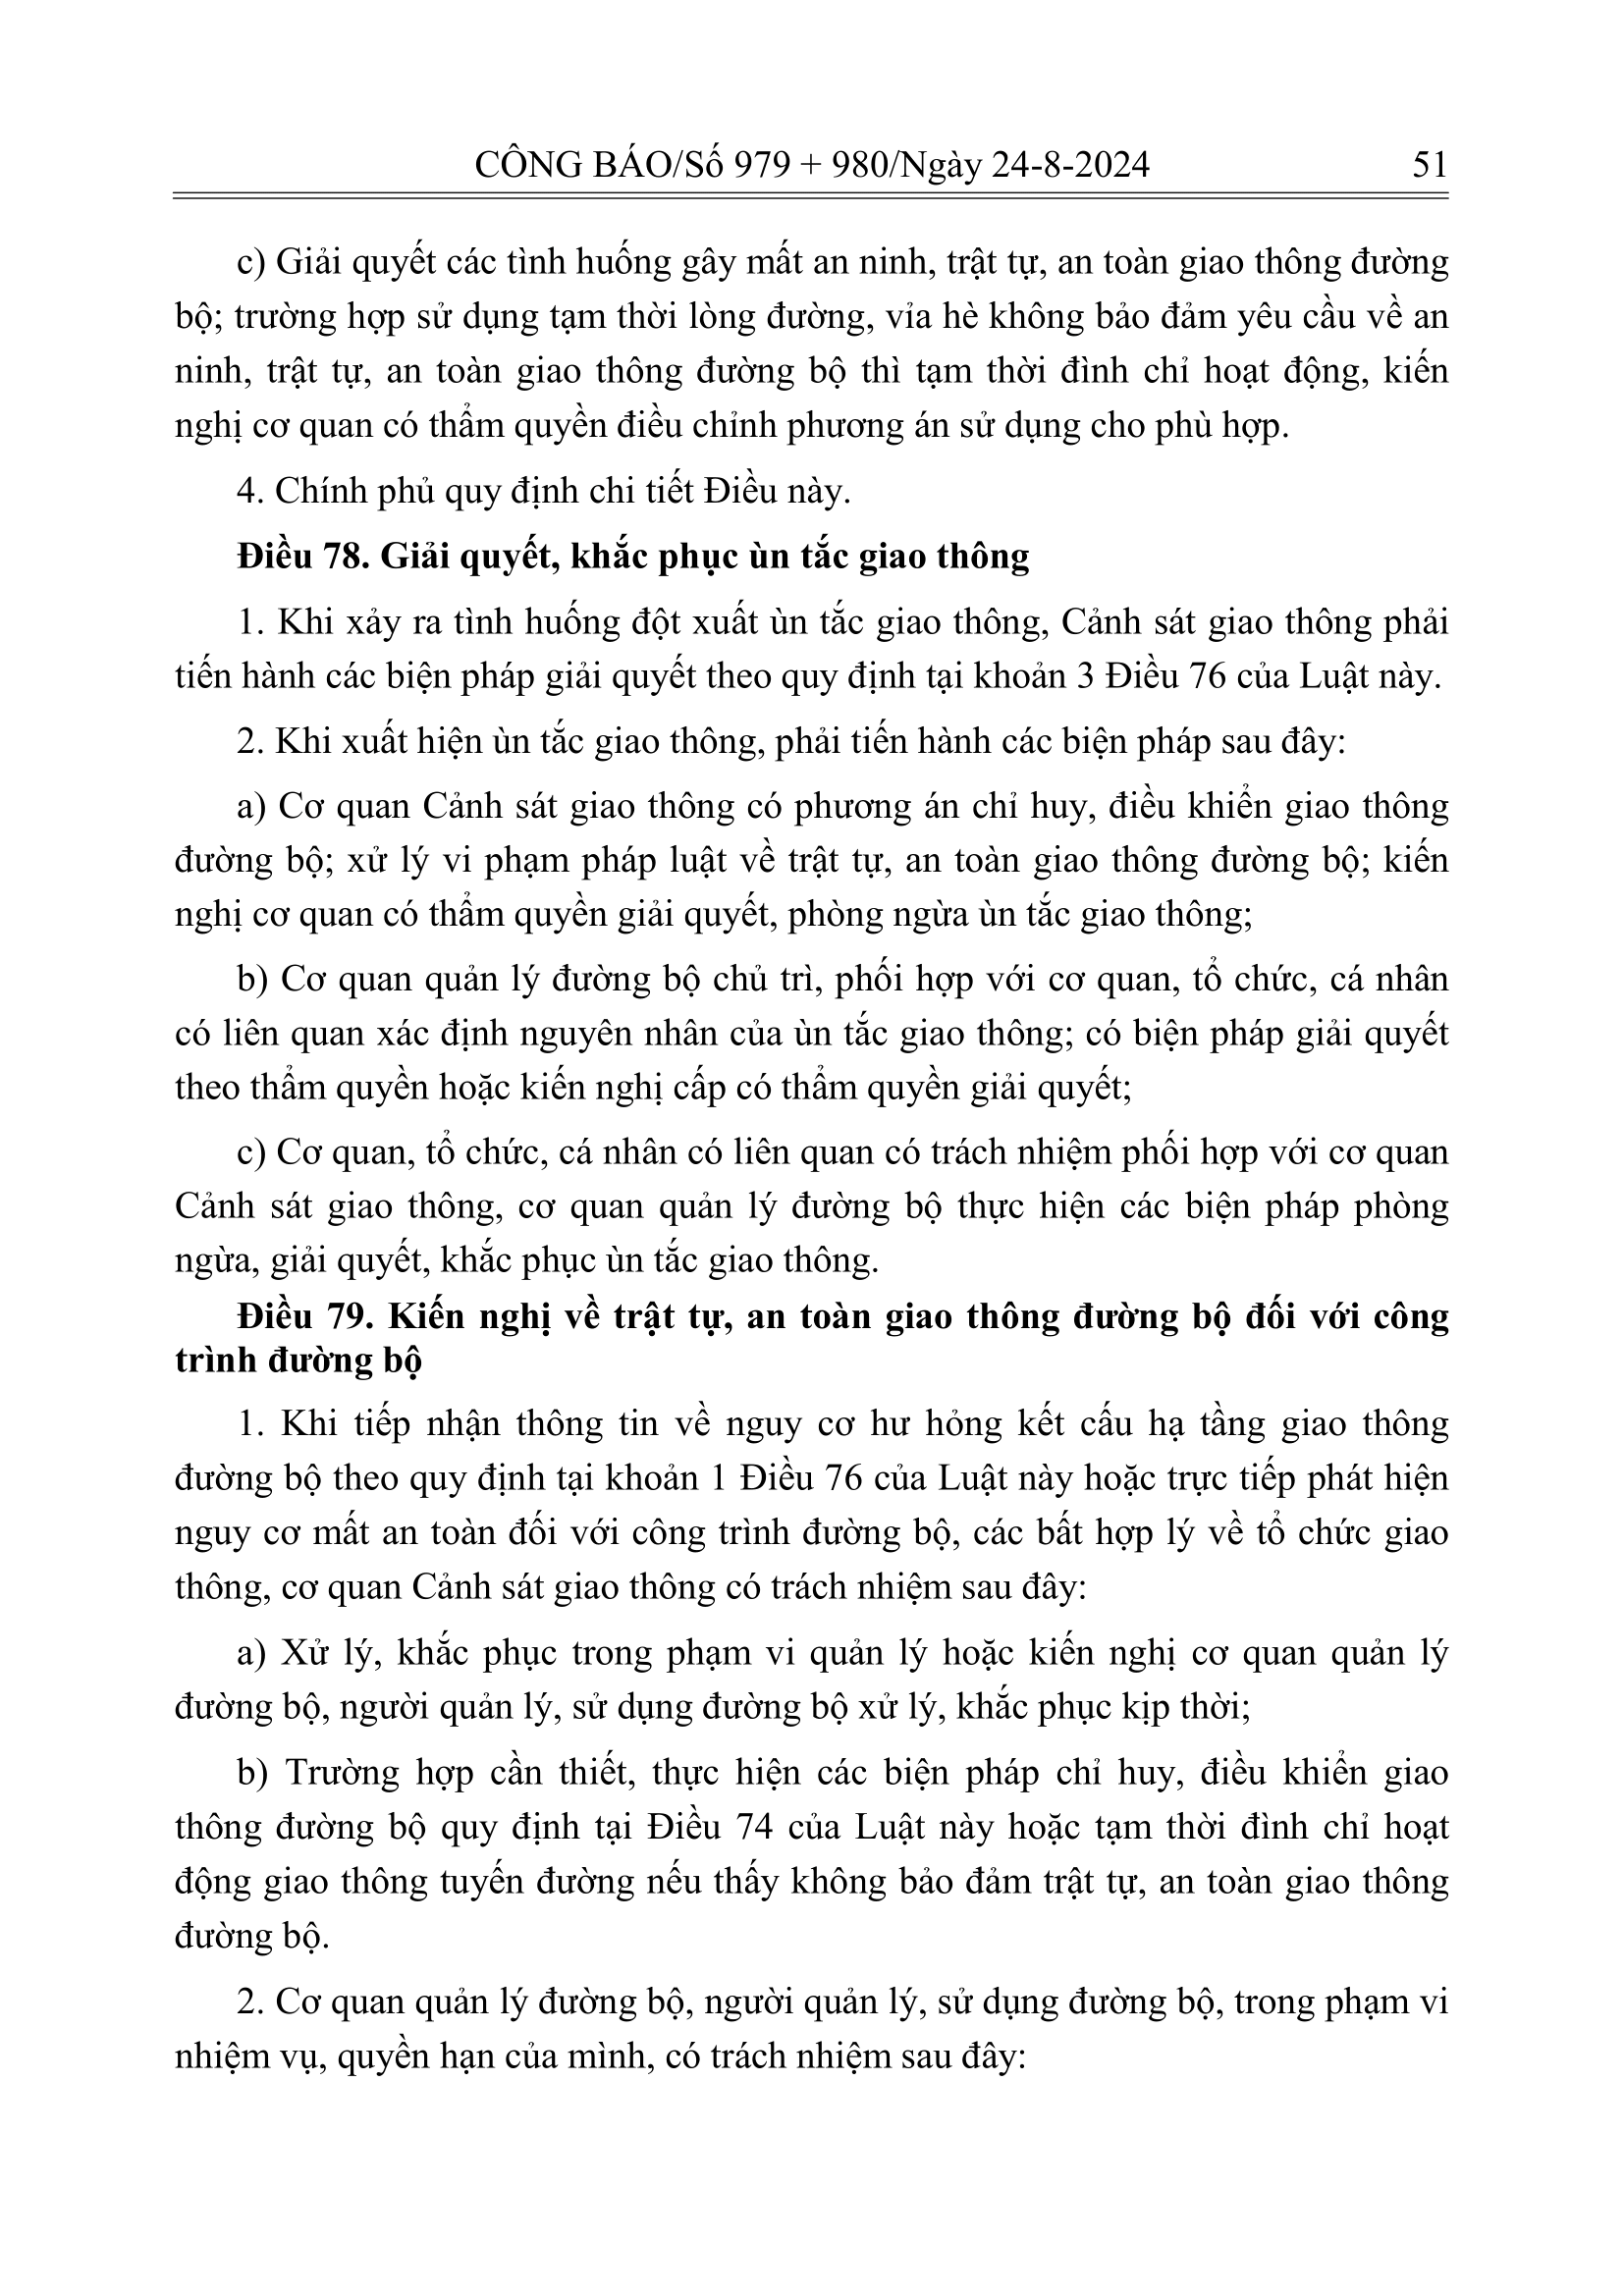 CÔNG BÁO/Số 979 + 980/Ngày 24-8-2024 51
c) Giải quyết các tình huống gây mất an ninh, trật tự, an toàn giao thông đường
bộ; trường hợp sử dụng tạm thời lòng đường, vỉa hè không bảo đảm yêu cầu về an
ninh, trật tự, an toàn giao thông đường bộ thì tạm thời đình chỉ hoạt động, kiến
nghị cơ quan có thẩm quyền điều chỉnh phương án sử dụng cho phù hợp.
4. Chính phủ quy định chi tiết Điều này.
Điều 78. Giải quyết, khắc phục ùn tắc giao thông
1. Khi xảy ra tình huống đột xuất ùn tắc giao thông, Cảnh sát giao thông phải
tiến hành các biện pháp giải quyết theo quy định tại khoản 3 Điều 76 của Luật này.
2. Khi xuất hiện ùn tắc giao thông, phải tiến hành các biện pháp sau đây:
a) Cơ quan Cảnh sát giao thông có phương án chỉ huy, điều khiển giao thông
đường bộ; xử lý vi phạm pháp luật về trật tự, an toàn giao thông đường bộ; kiến
nghị cơ quan có thẩm quyền giải quyết, phòng ngừa ùn tắc giao thông;
b) Cơ quan quản lý đường bộ chủ trì, phối hợp với cơ quan, tổ chức, cá nhân
có liên quan xác định nguyên nhân của ùn tắc giao thông; có biện pháp giải quyết
theo thẩm quyền hoặc kiến nghị cấp có thẩm quyền giải quyết;
c) Cơ quan, tổ chức, cá nhân có liên quan có trách nhiệm phối hợp với cơ quan
Cảnh sát giao thông, cơ quan quản lý đường bộ thực hiện các biện pháp phòng
ngừa, giải quyết, khắc phục ùn tắc giao thông.
Điều 79. Kiến nghị về trật tự, an toàn giao thông đường bộ đối với công
trình đường bộ
1. Khi tiếp nhận thông tin về nguy cơ hư hỏng kết cấu hạ tầng giao thông
đường bộ theo quy định tại khoản 1 Điều 76 của Luật này hoặc trực tiếp phát hiện
nguy cơ mất an toàn đối với công trình đường bộ, các bất hợp lý về tổ chức giao
thông, cơ quan Cảnh sát giao thông có trách nhiệm sau đây:
a) Xử lý, khắc phục trong phạm vi quản lý hoặc kiến nghị cơ quan quản lý
đường bộ, người quản lý, sử dụng đường bộ xử lý, khắc phục kịp thời;
b) Trường hợp cần thiết, thực hiện các biện pháp chỉ huy, điều khiển giao
thông đường bộ quy định tại Điều 74 của Luật này hoặc tạm thời đình chỉ hoạt
động giao thông tuyến đường nếu thấy không bảo đảm trật tự, an toàn giao thông
đường bộ.
2. Cơ quan quản lý đường bộ, người quản lý, sử dụng đường bộ, trong phạm vi
nhiệm vụ, quyền hạn của mình, có trách nhiệm sau đây: